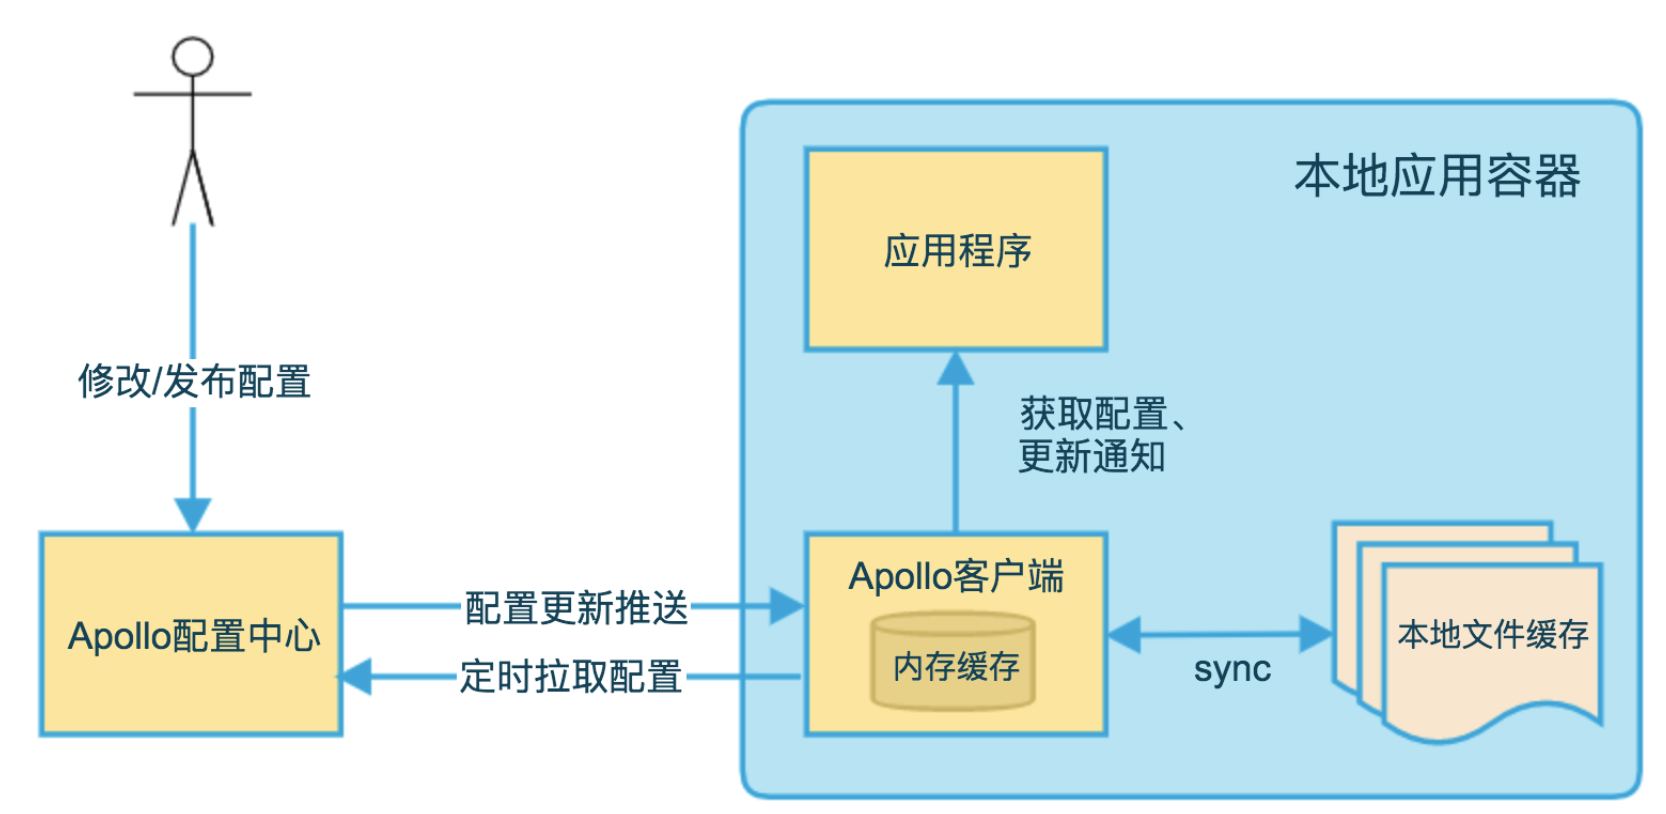 本地应用容器
应用程序
修改/发布配置
获取配置、
更新通知
Apollo配置中心
配置更新推送
定时拉取配置
Apollo客户端
内存缓存
sync
本地文件缓存